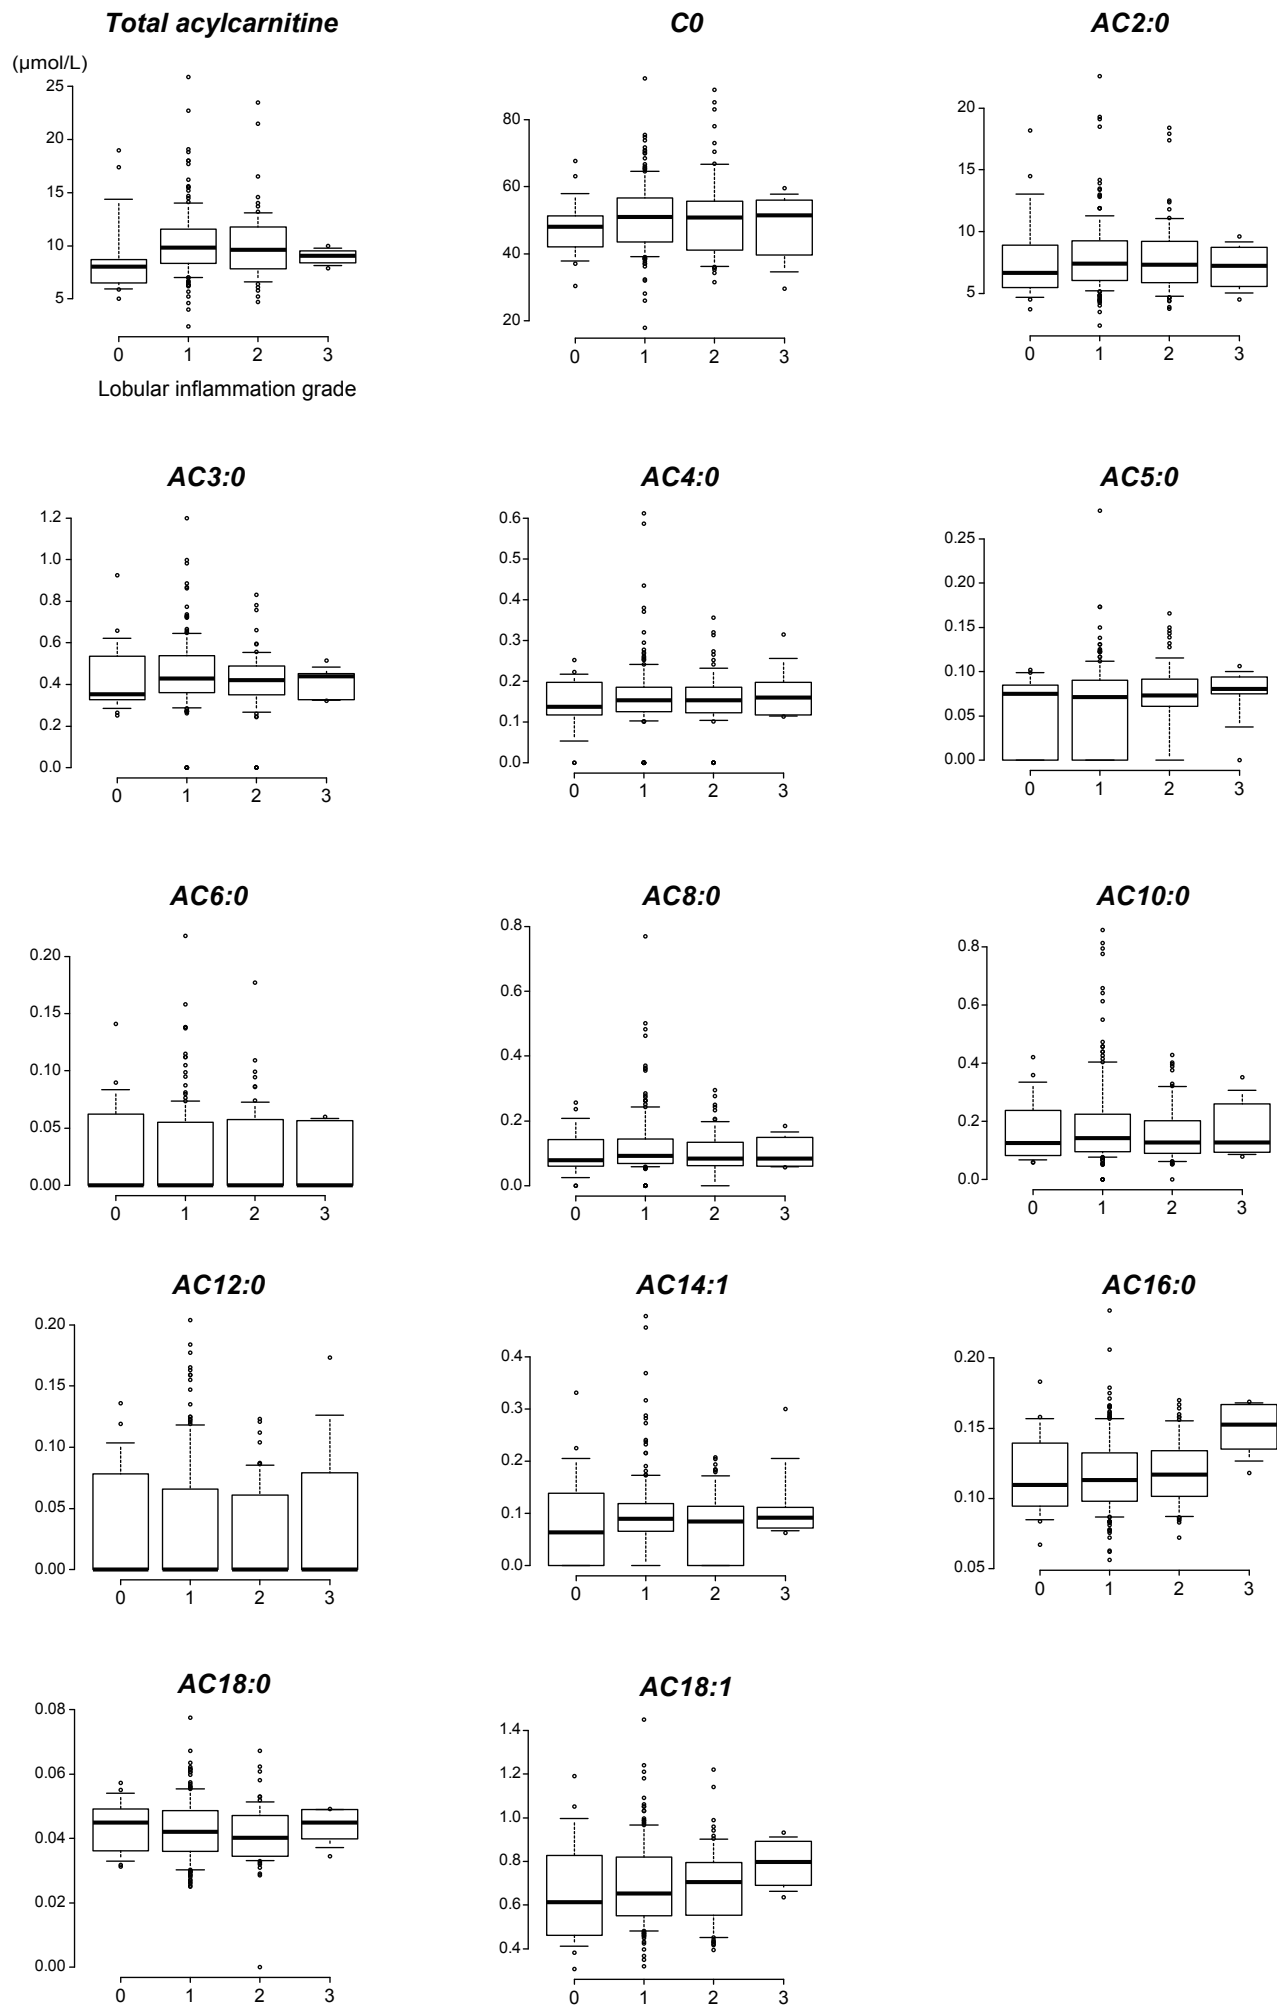 Total acylcarnitine
C0
AC2:0
(μmol/L)
25
20
15
10
5
0 1 2 3
Lobular inflammation grade
80
60
40
20
0 1 2 3
20
15
10
5
0 1 2 3
AC3:0
AC4:0
AC5:0
1.2
1.0
0.8
0.6
0.4
0.2
0.0
0 1 2 3
0.6
0.5
0.4
0.3
0.2
0.1
0.0
0 1 2 3
0.25
0.20
0.15
0.10
0.05
0.00
0 1 2 3
AC6:0
AC8:0
AC10:0
0.20
0.15
0.10
0.05
0.00
0 1 2 3
0.8
0.6
0.4
0.2
0.0
0 1 2 3
0.8
0.6
0.4
0.2
0.0
0 1 2 3
AC12:0
AC14:1
AC16:0
0.20
0.15
0.10
0.05
0.00
0 1 2 3
0.4
0.3
0.2
0.1
0.0
0 1 2 3
0.20
0.15
0.10
0.05
0 1 2 3
AC18:0
AC18:1
0.08
0.06
0.04
0.02
0.00
0 1 2 3
1.4
1.2
1.0
0.8
0.6
0.4
0 1 2 3